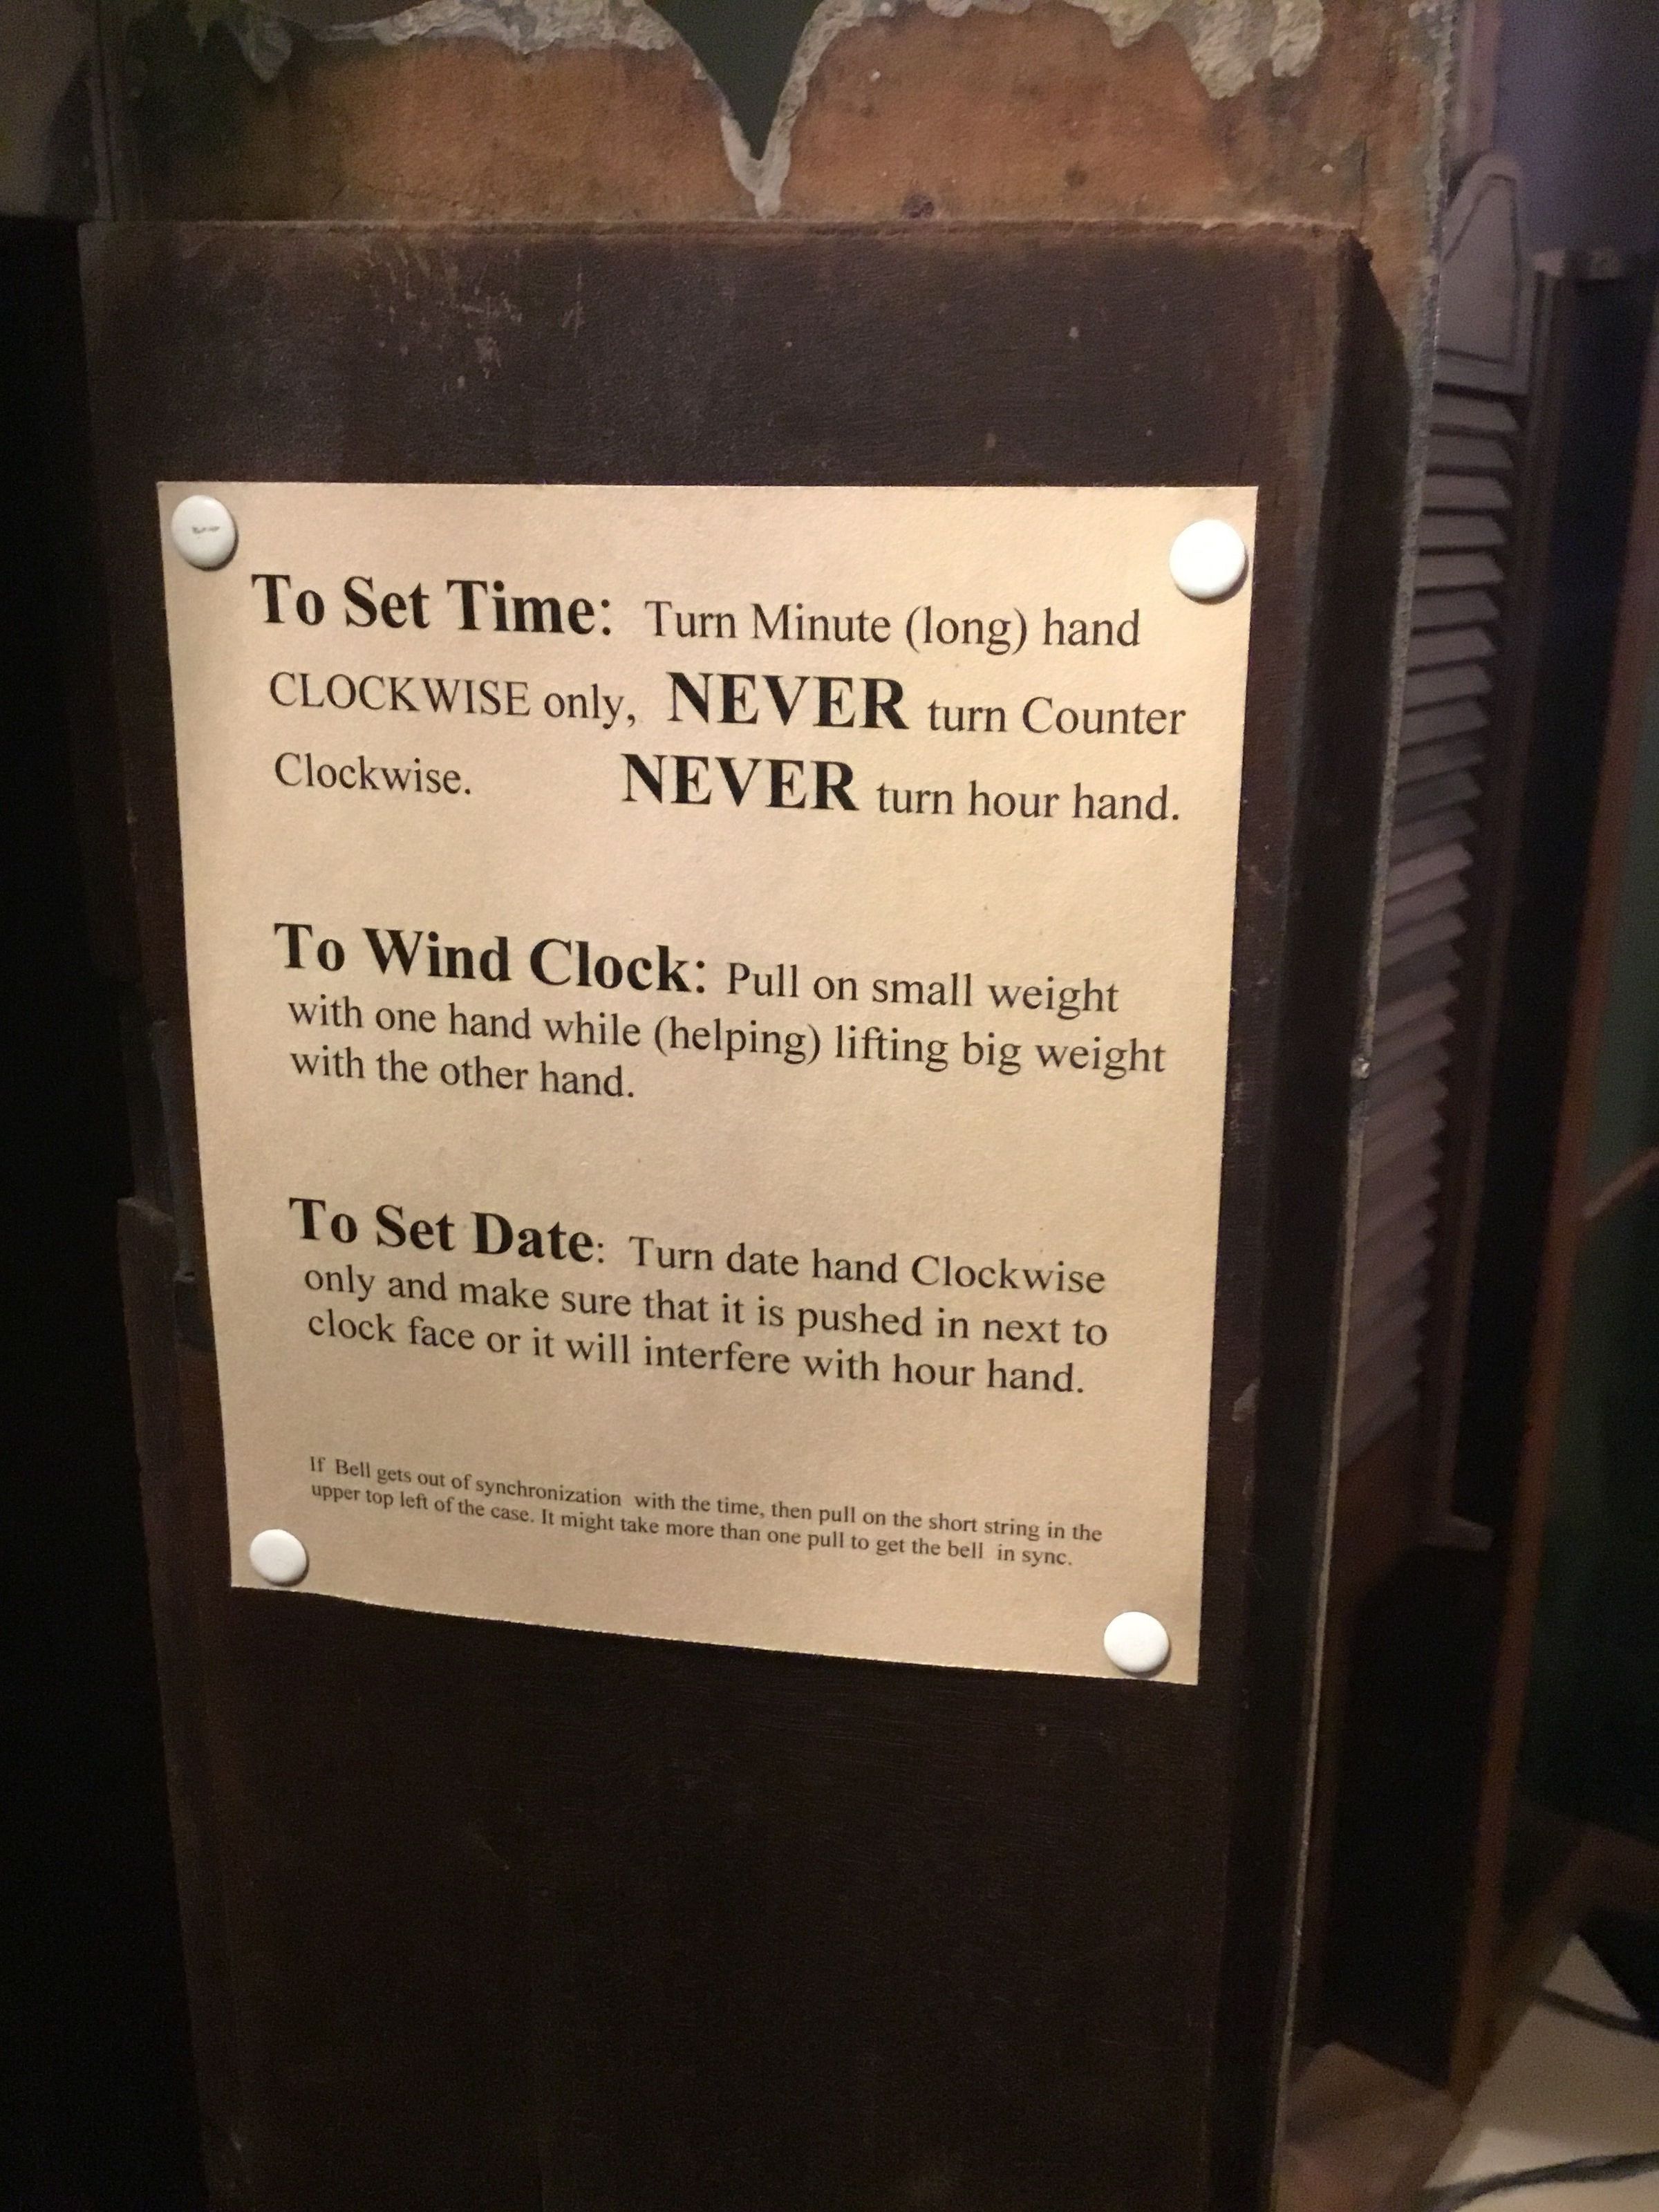 To Set Time: Turn Minute (long) hand
CLOCKWISE only, NEVER turn Counter
Clockwise. NEVER turn hour hand.
To Wind Clock: Pull on small weight
with one hand while (helping) lifting big weight
with the other hand.
To Set Date: Turn date hand Clockwise
only and make sure that it is pushed in next to
clock face or it will interfere with hour hand.
If Bell gets out of synchronization with the time, then pull on the short string in the
upper top left of the case. It might take more than one pull to get the bell in sync.